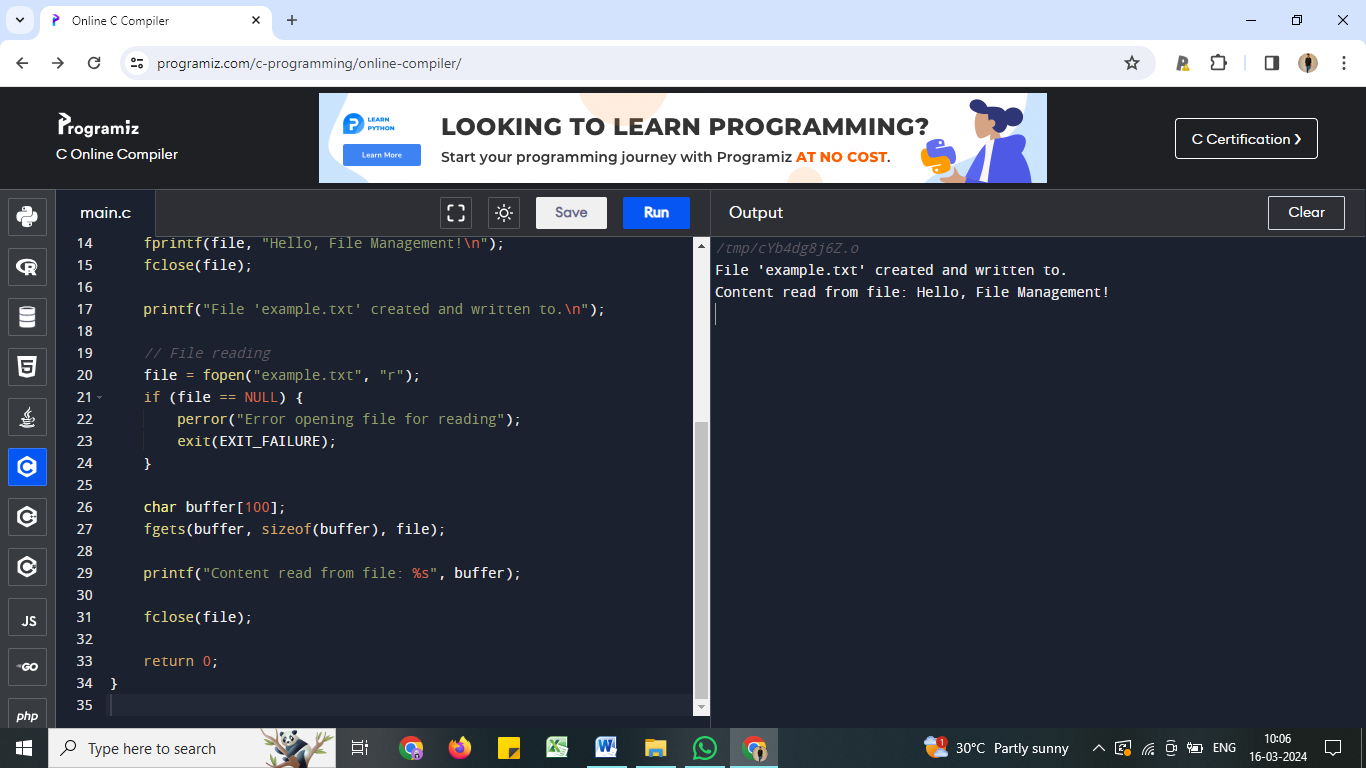 Online C Compiler
programiz.com/c-programming/online-compiler/
Programiz
C Online Compiler
LEARN
PYTHON
Learn More
LOOKING TO LEARN PROGRAMMING?
Start your programming journey with Programiz AT NO COST.
C Certification
main.c
Save
Run
Output
Clear
14 fprintf(file, "Hello, File Management!\n");
15 fclose(file);
16
17 printf("File 'example.txt' created and written to.\n");
18
19 // File reading
20 file = fopen("example.txt", "r");
21 if (file == NULL) {
22 perror("Error opening file for reading");
23 exit(EXIT_FAILURE);
24 }
25
26 char buffer[100];
27 fgets(buffer, sizeof(buffer), file);
28
29 printf("Content read from file: %s", buffer);
30
31 fclose(file);
32
33 return 0;
34 }
35
/tmp/cYb4dg8j6Z.o
File 'example.txt' created and written to.
Content read from file: Hello, File Management!
JS
GO
php
Type here to search
1
30°C Partly sunny
ENG
10:06
16-03-2024